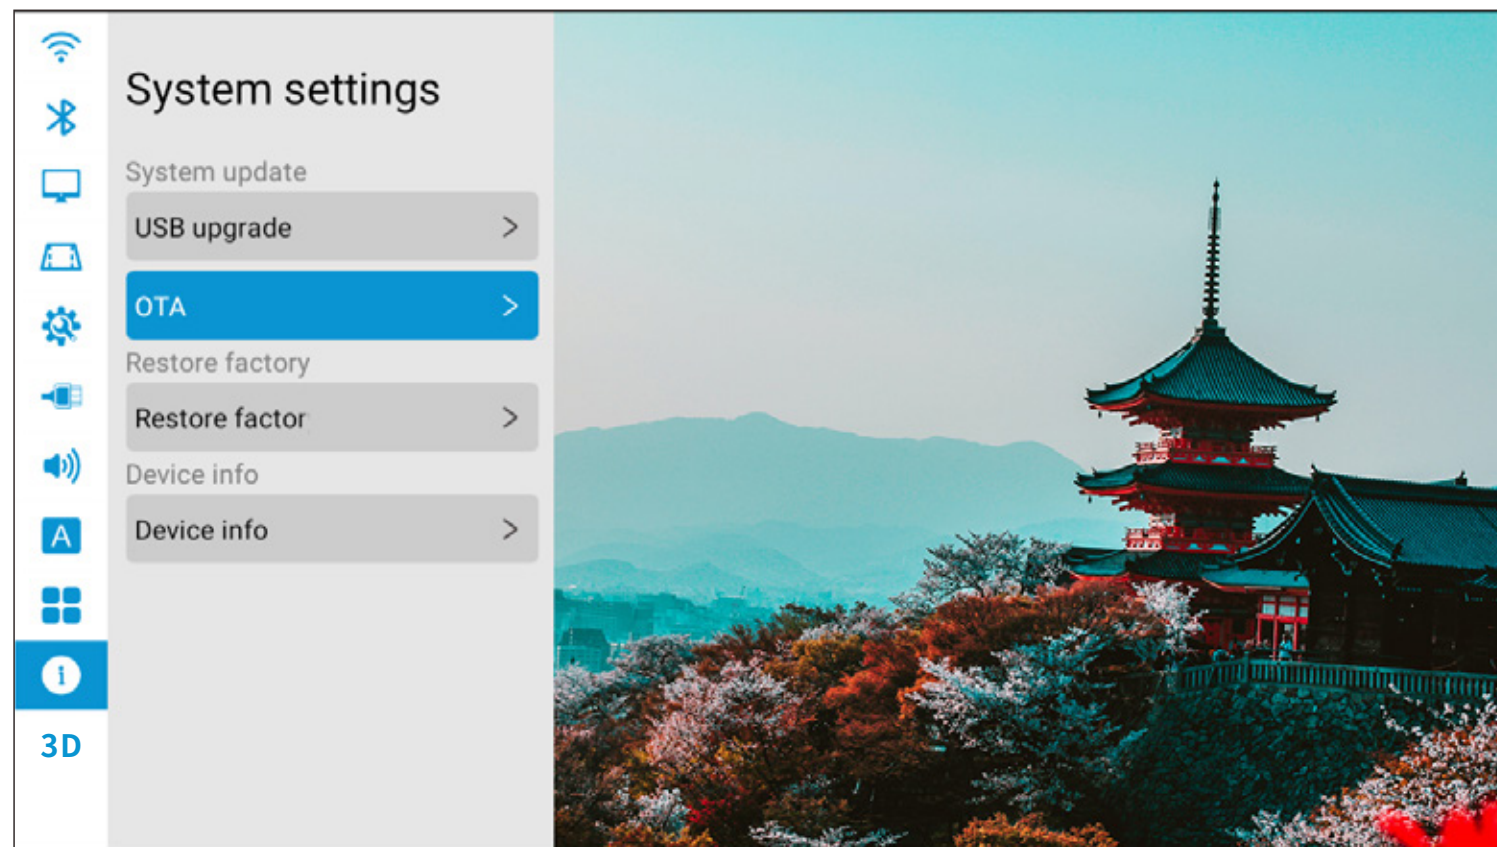 System settings
System update
USB upgrade
OTA
Restore factory
Restore factor
Device info
Device info
A
i
3D